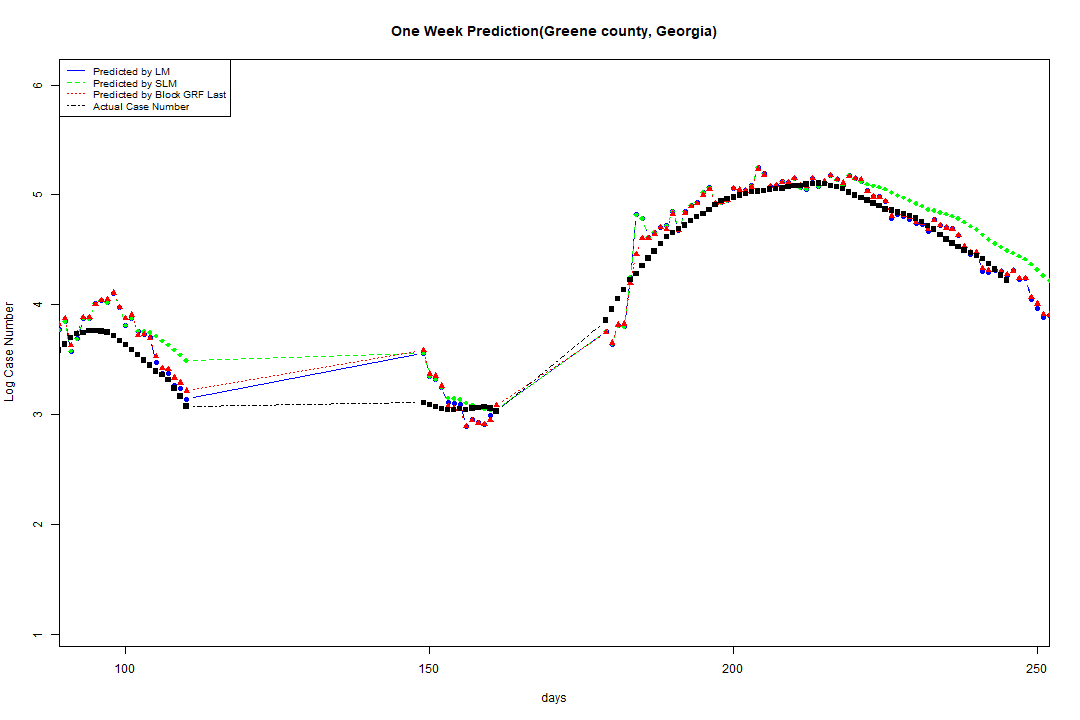 One Week Prediction(Greene county, Georgia)
Predicted by LM
Predicted by SLM
Predicted by Block GRF Last
Actual Case Number
6
5
4
3
2
1
Log Case Number
100
150
200
250
days